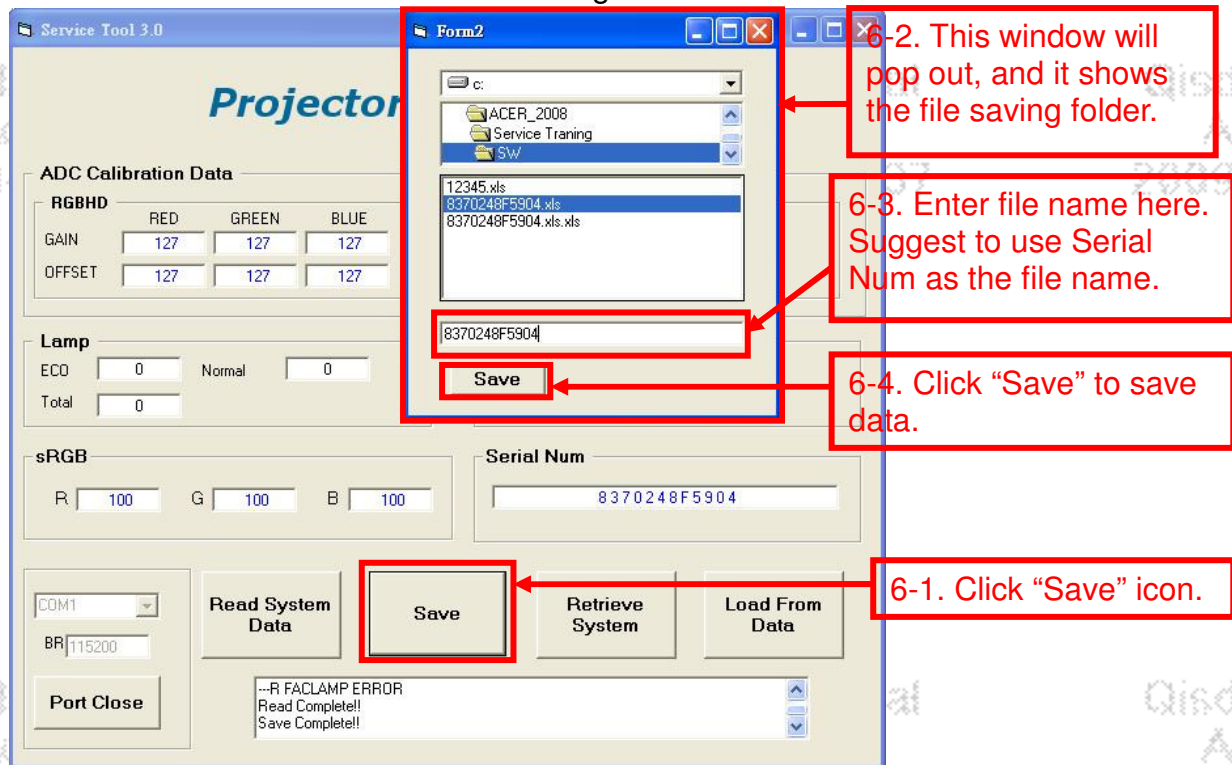 Service Tool 3.0
Form2
Projector
c:
ACER_2008
Service Traning
SW
12345.xls
8370248F5904.xls
8370248F5904.xls.xls
8370248F5904
Save
6-2. This window will
pop out, and it shows
the file saving folder.
6-3. Enter file name here.
Suggest to use Serial
Num as the file name.
6-4. Click “Save” to save
data.
ADC Calibration Data
RGBHD
RED GREEN BLUE
GAIN 127 127 127
OFFSET 127 127 127
Lamp
ECO 0 Normal 0
Total 0
sRGB
R 100 G 100 B 100
Serial Num
8370248F5904
6-1. Click “Save” icon.
COM1
BR 115200
Port Close
Read System
Data
Save
Retrieve
System
Load From
Data
---R FACLAMP ERROR
Read Complete!!
Save Complete!!